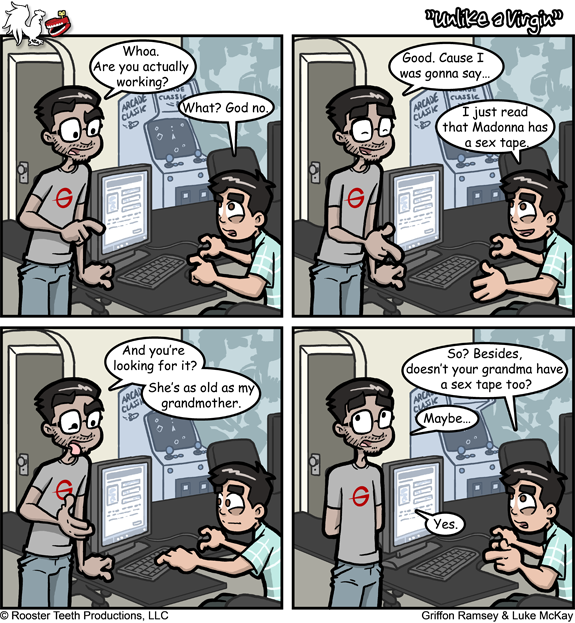 "Unlike a Virgin"
Whoa.
Are you actually
working?
What? God no.
ARCADE
CLASSIC
Good. Cause I
was gonna say...
I just read
that Madonna has
a sex tape.
ARCADE
CLASSIC
And you're
looking for it?
She's as old as my
grandmother.
So? Besides,
doesn't your grandma have
a sex tape too?
Maybe...
Yes.
© Rooster Teeth Productions, LLC
Griffon Ramsey & Luke McKay